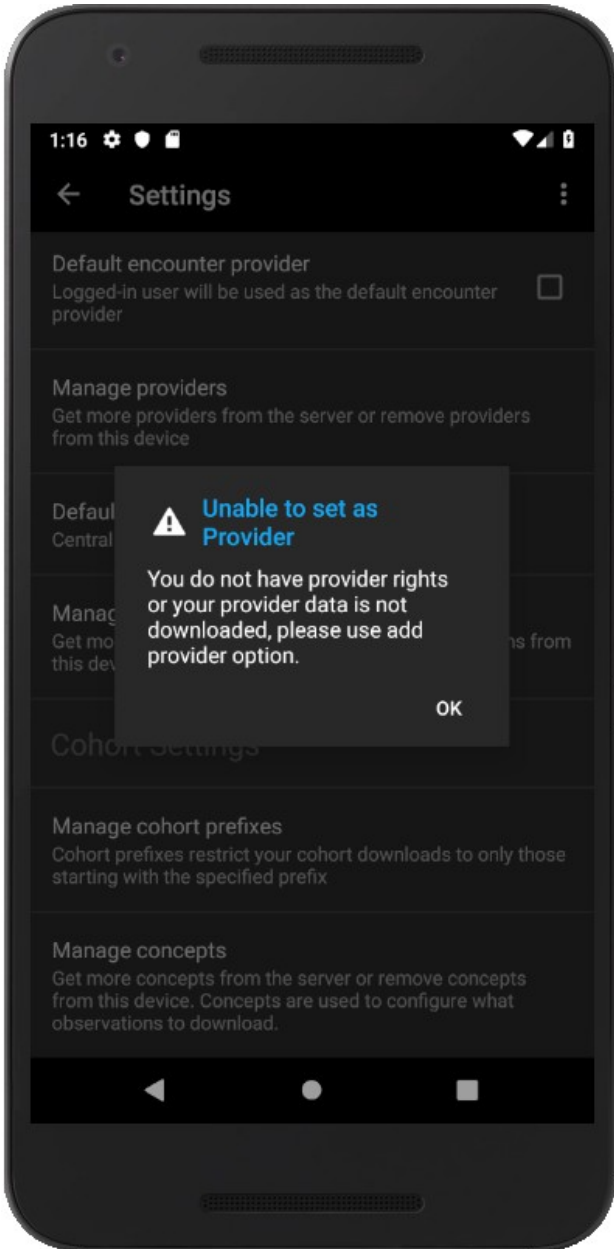 1:16
Settings
Default encounter provider
Logged-in user will be used as the default encounter
provider
Manage providers
Get more providers from the server or remove providers
from this device
Defaul
Central
Unable to set as
Provider
You do not have provider rights
or your provider data is not
downloaded, please use add
provider option.
OK
Manag
Get mo ns from
this dev
Cohort Settings
Manage cohort prefixes
Cohort prefixes restrict your cohort downloads to only those
starting with the specified prefix
Manage concepts
Get more concepts from the server or remove concepts
from this device. Concepts are used to configure what
observations to download.